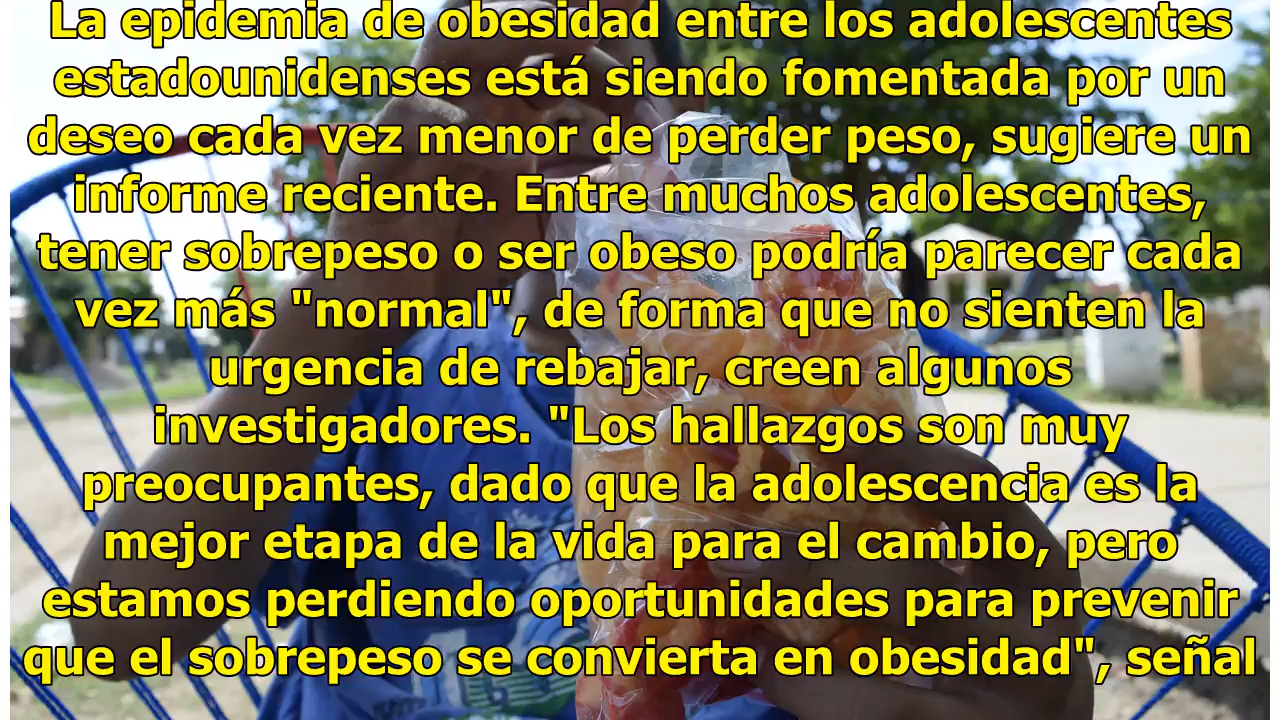 La epidemia de obesidad entre los adolescentes
estadounidenses está siendo fomentada por un
deseo cada vez menor de perder peso, sugiere un
informe reciente. Entre muchos adolescentes,
tener sobrepeso o ser obeso podría parecer cada
vez más "normal", de forma que no sienten la
urgencia de rebajar, creen algunos
investigadores. "Los hallazgos son muy
preocupantes, dado que la adolescencia es la
mejor etapa de la vida para el cambio, pero
estamos perdiendo oportunidades para prevenir
que el sobrepeso se convierta en obesidad", señal